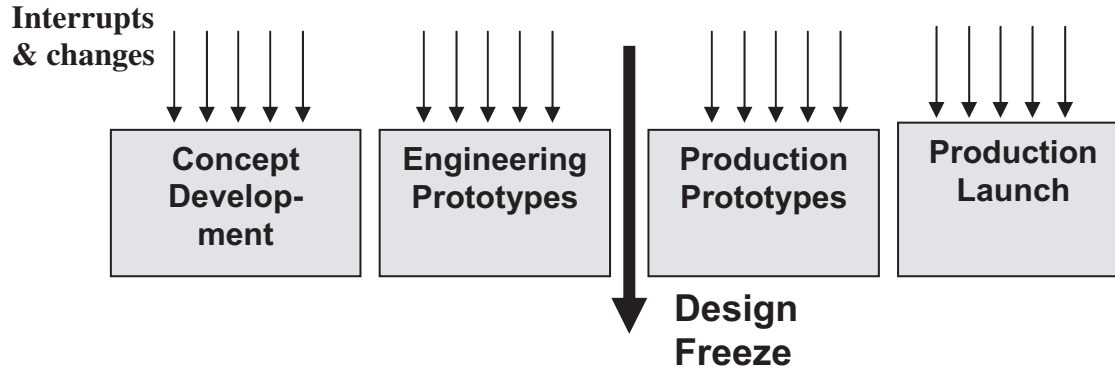 Interrupts
& changes
Concept
Develop-
ment
Engineering
Prototypes
Production
Prototypes
Production
Launch
Design
Freeze